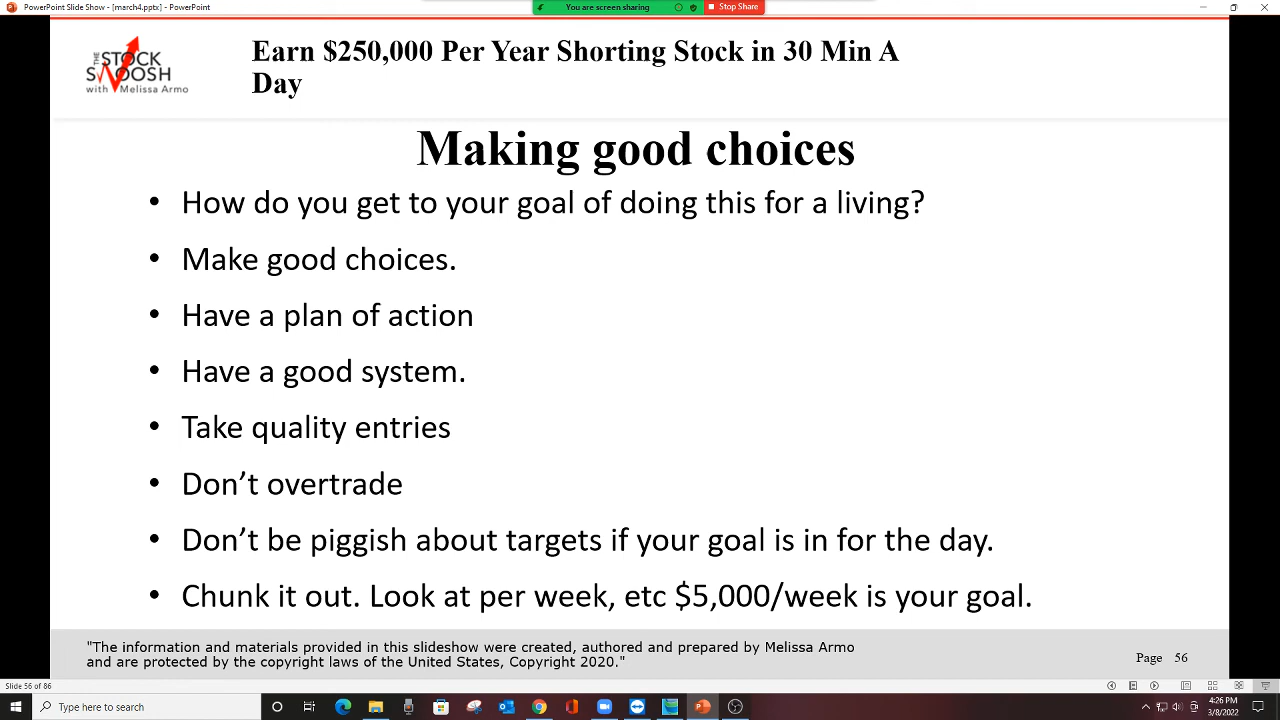 PowerPoint Slide Show - [march4.pptx] - PowerPoint
You are screen sharing
Stop Share
THE STOCK
SWOOSH
with Melissa Armo
Earn $250,000 Per Year Shorting Stock in 30 Min A
Day
Making good choices
• How do you get to your goal of doing this for a living?
• Make good choices.
• Have a plan of action
• Have a good system.
• Take quality entries
• Don’t overtrade
• Don’t be piggish about targets if your goal is in for the day.
• Chunk it out. Look at per week, etc $5,000/week is your goal.
"The information and materials provided in this slideshow were created, authored and prepared by Melissa Armo
and are protected by the copyright laws of the United States, Copyright 2020."
Page 56
Slide 56 of 86
Type here to search
4:26 PM
3/8/2022